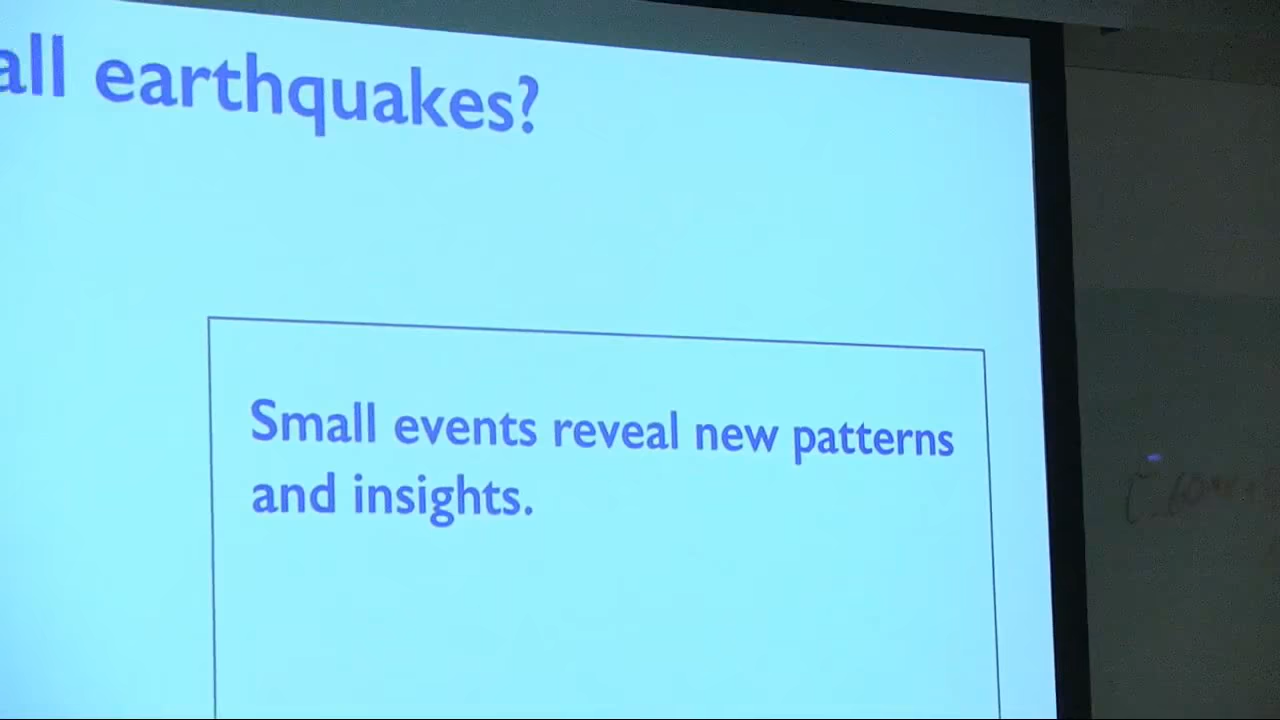 all earthquakes?
Small events reveal new patterns
and insights.